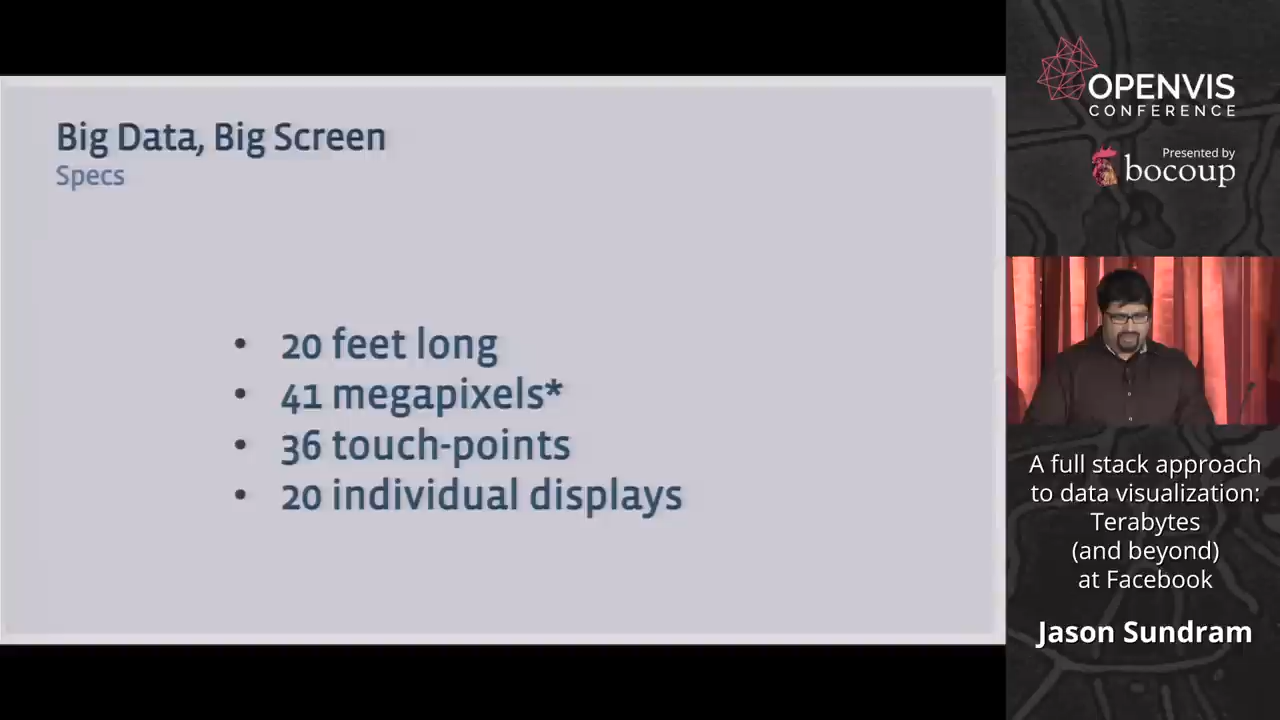 Big Data, Big Screen
Specs
• 20 feet long
• 41 megapixels*
• 36 touch-points
• 20 individual displays
OPENVIS
CONFERENCE
Presented by
bocoup
A full stack approach
to data visualization:
Terabytes
(and beyond)
at Facebook
Jason Sundram